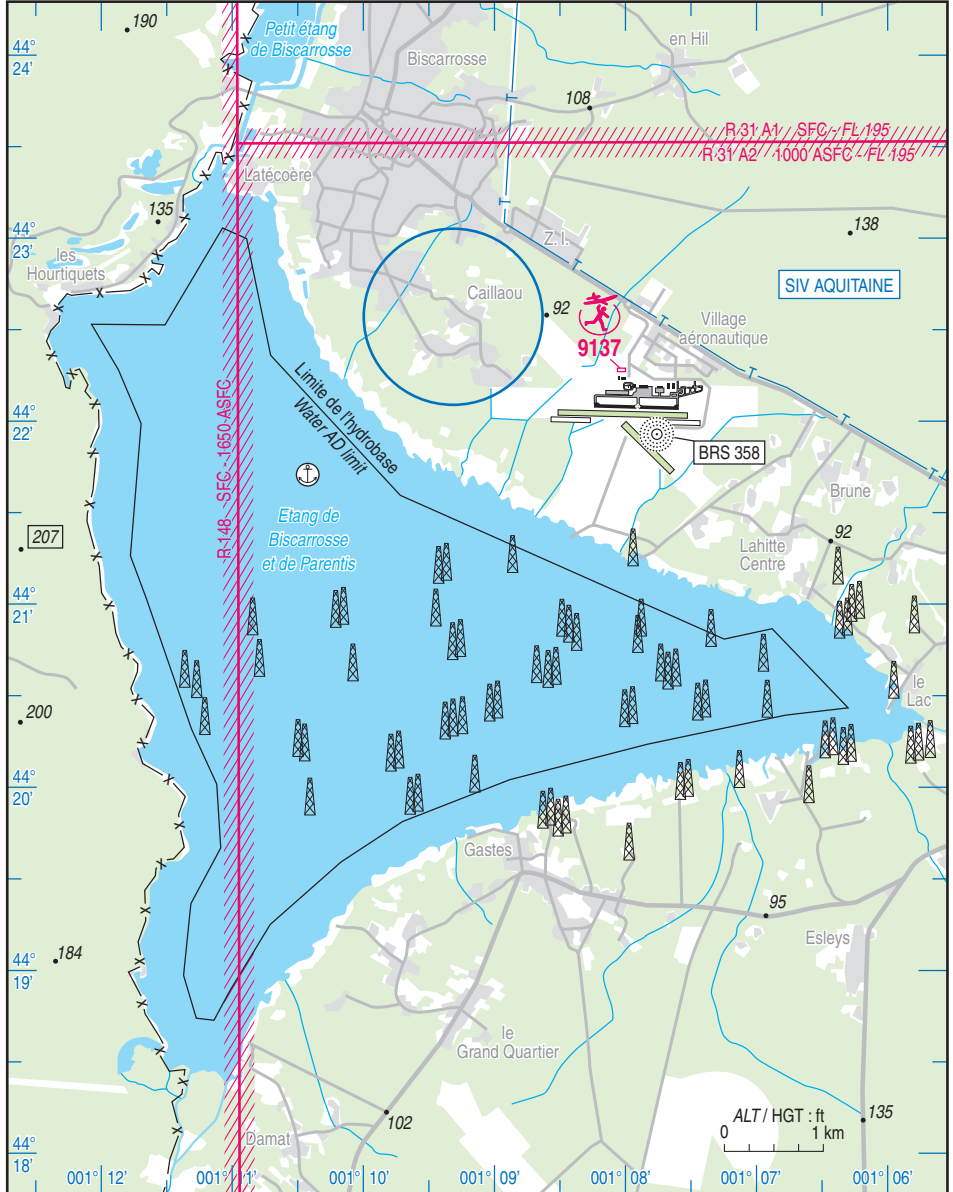 190
Petit étang
de Biscarrosse
en Hil
Biscarrosse
44°
24'
108
R 31 A1 SFC - FL 195
R 31 A2 1000 ASFC - FL 195
Latécoère
135
138
44°
23'
Z. I.
les
Hourtiquets
SIV AQUITAINE
Caillaou
92
Village
aéronautique
9137
Limite de l'hydrobase
Water AD limit
44°
22'
R 148 SFC - 1650 ASFC
BRS 358
Brune
Etang de
Biscarrosse
et de Parentis
207
92
Lahitte
Centre
44°
21'
le
Lac
200
44°
20'
Gastes
95
Esleys
184
44°
19'
le
Grand Quartier
102
135
ALT / HGT : ft
0 1 km
Damat
44°
18'
001° 12' 001° 11' 001° 10' 001° 09' 001° 08' 001° 07' 001° 06'